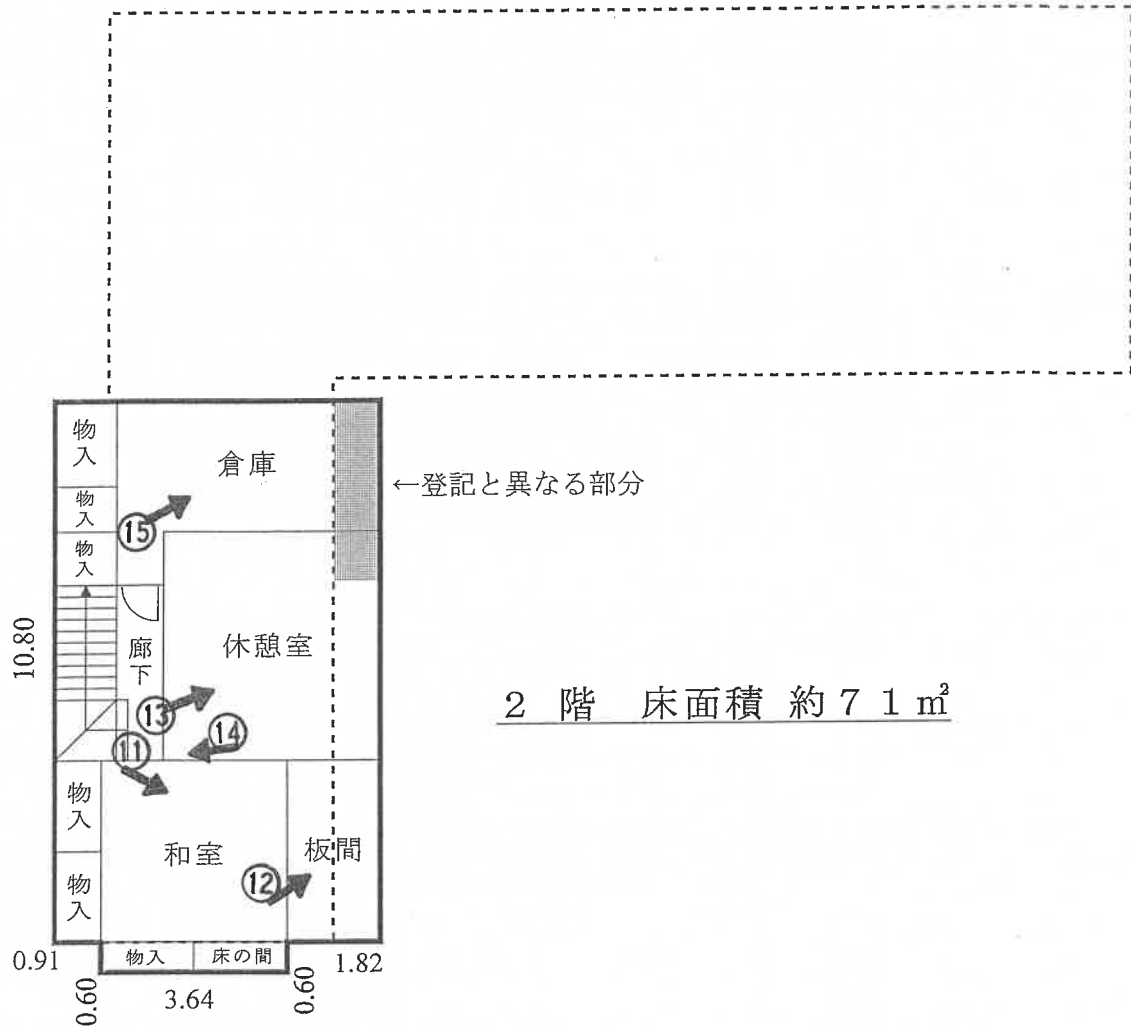 物入
倉庫
←登記と異なる部分
物入
⑮
物入
10.80
廊下
休憩室
⑬
⑭
2階 床面積 約71㎡
⑪
物入
和室
板間
物入
⑫
物入
床の間
0.91
1.82
0.60
3.64
0.60